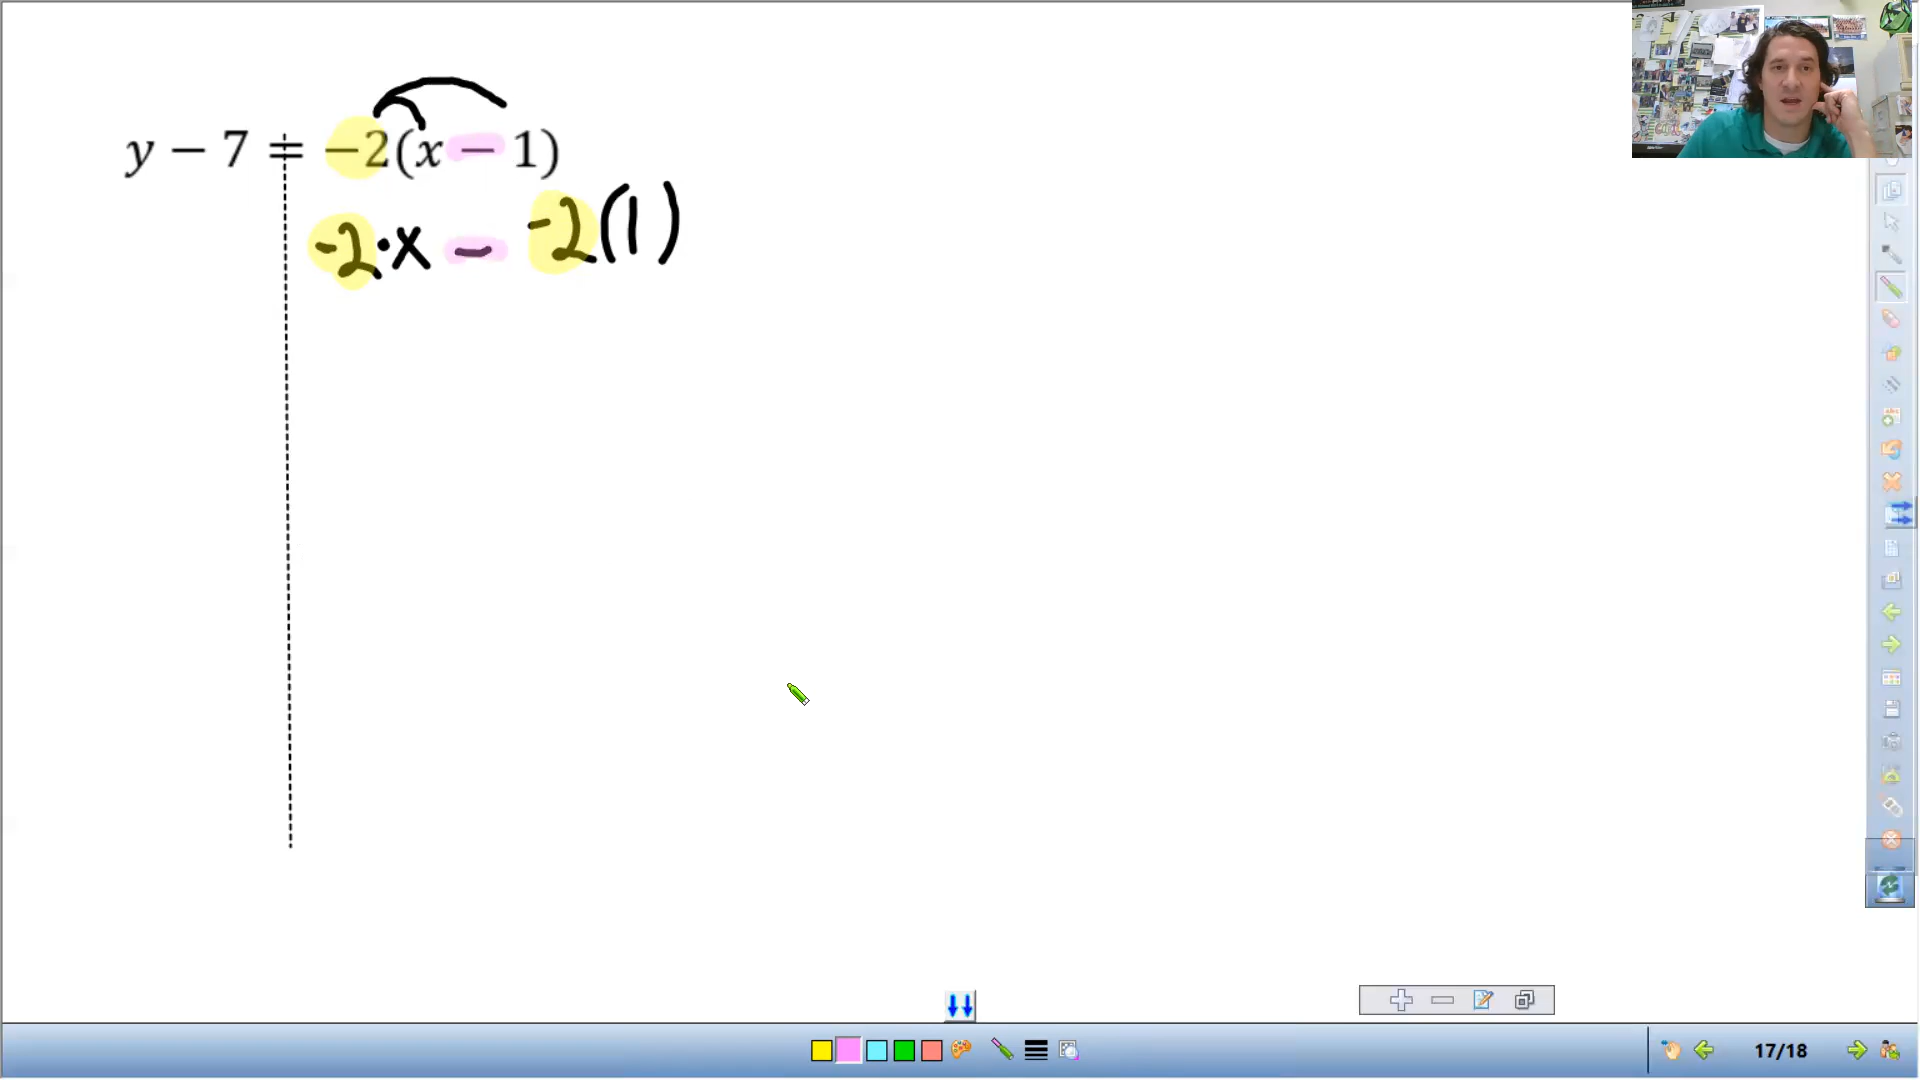 y − 7 = −2(x − 1)
-2·x − -2(1)
17/18